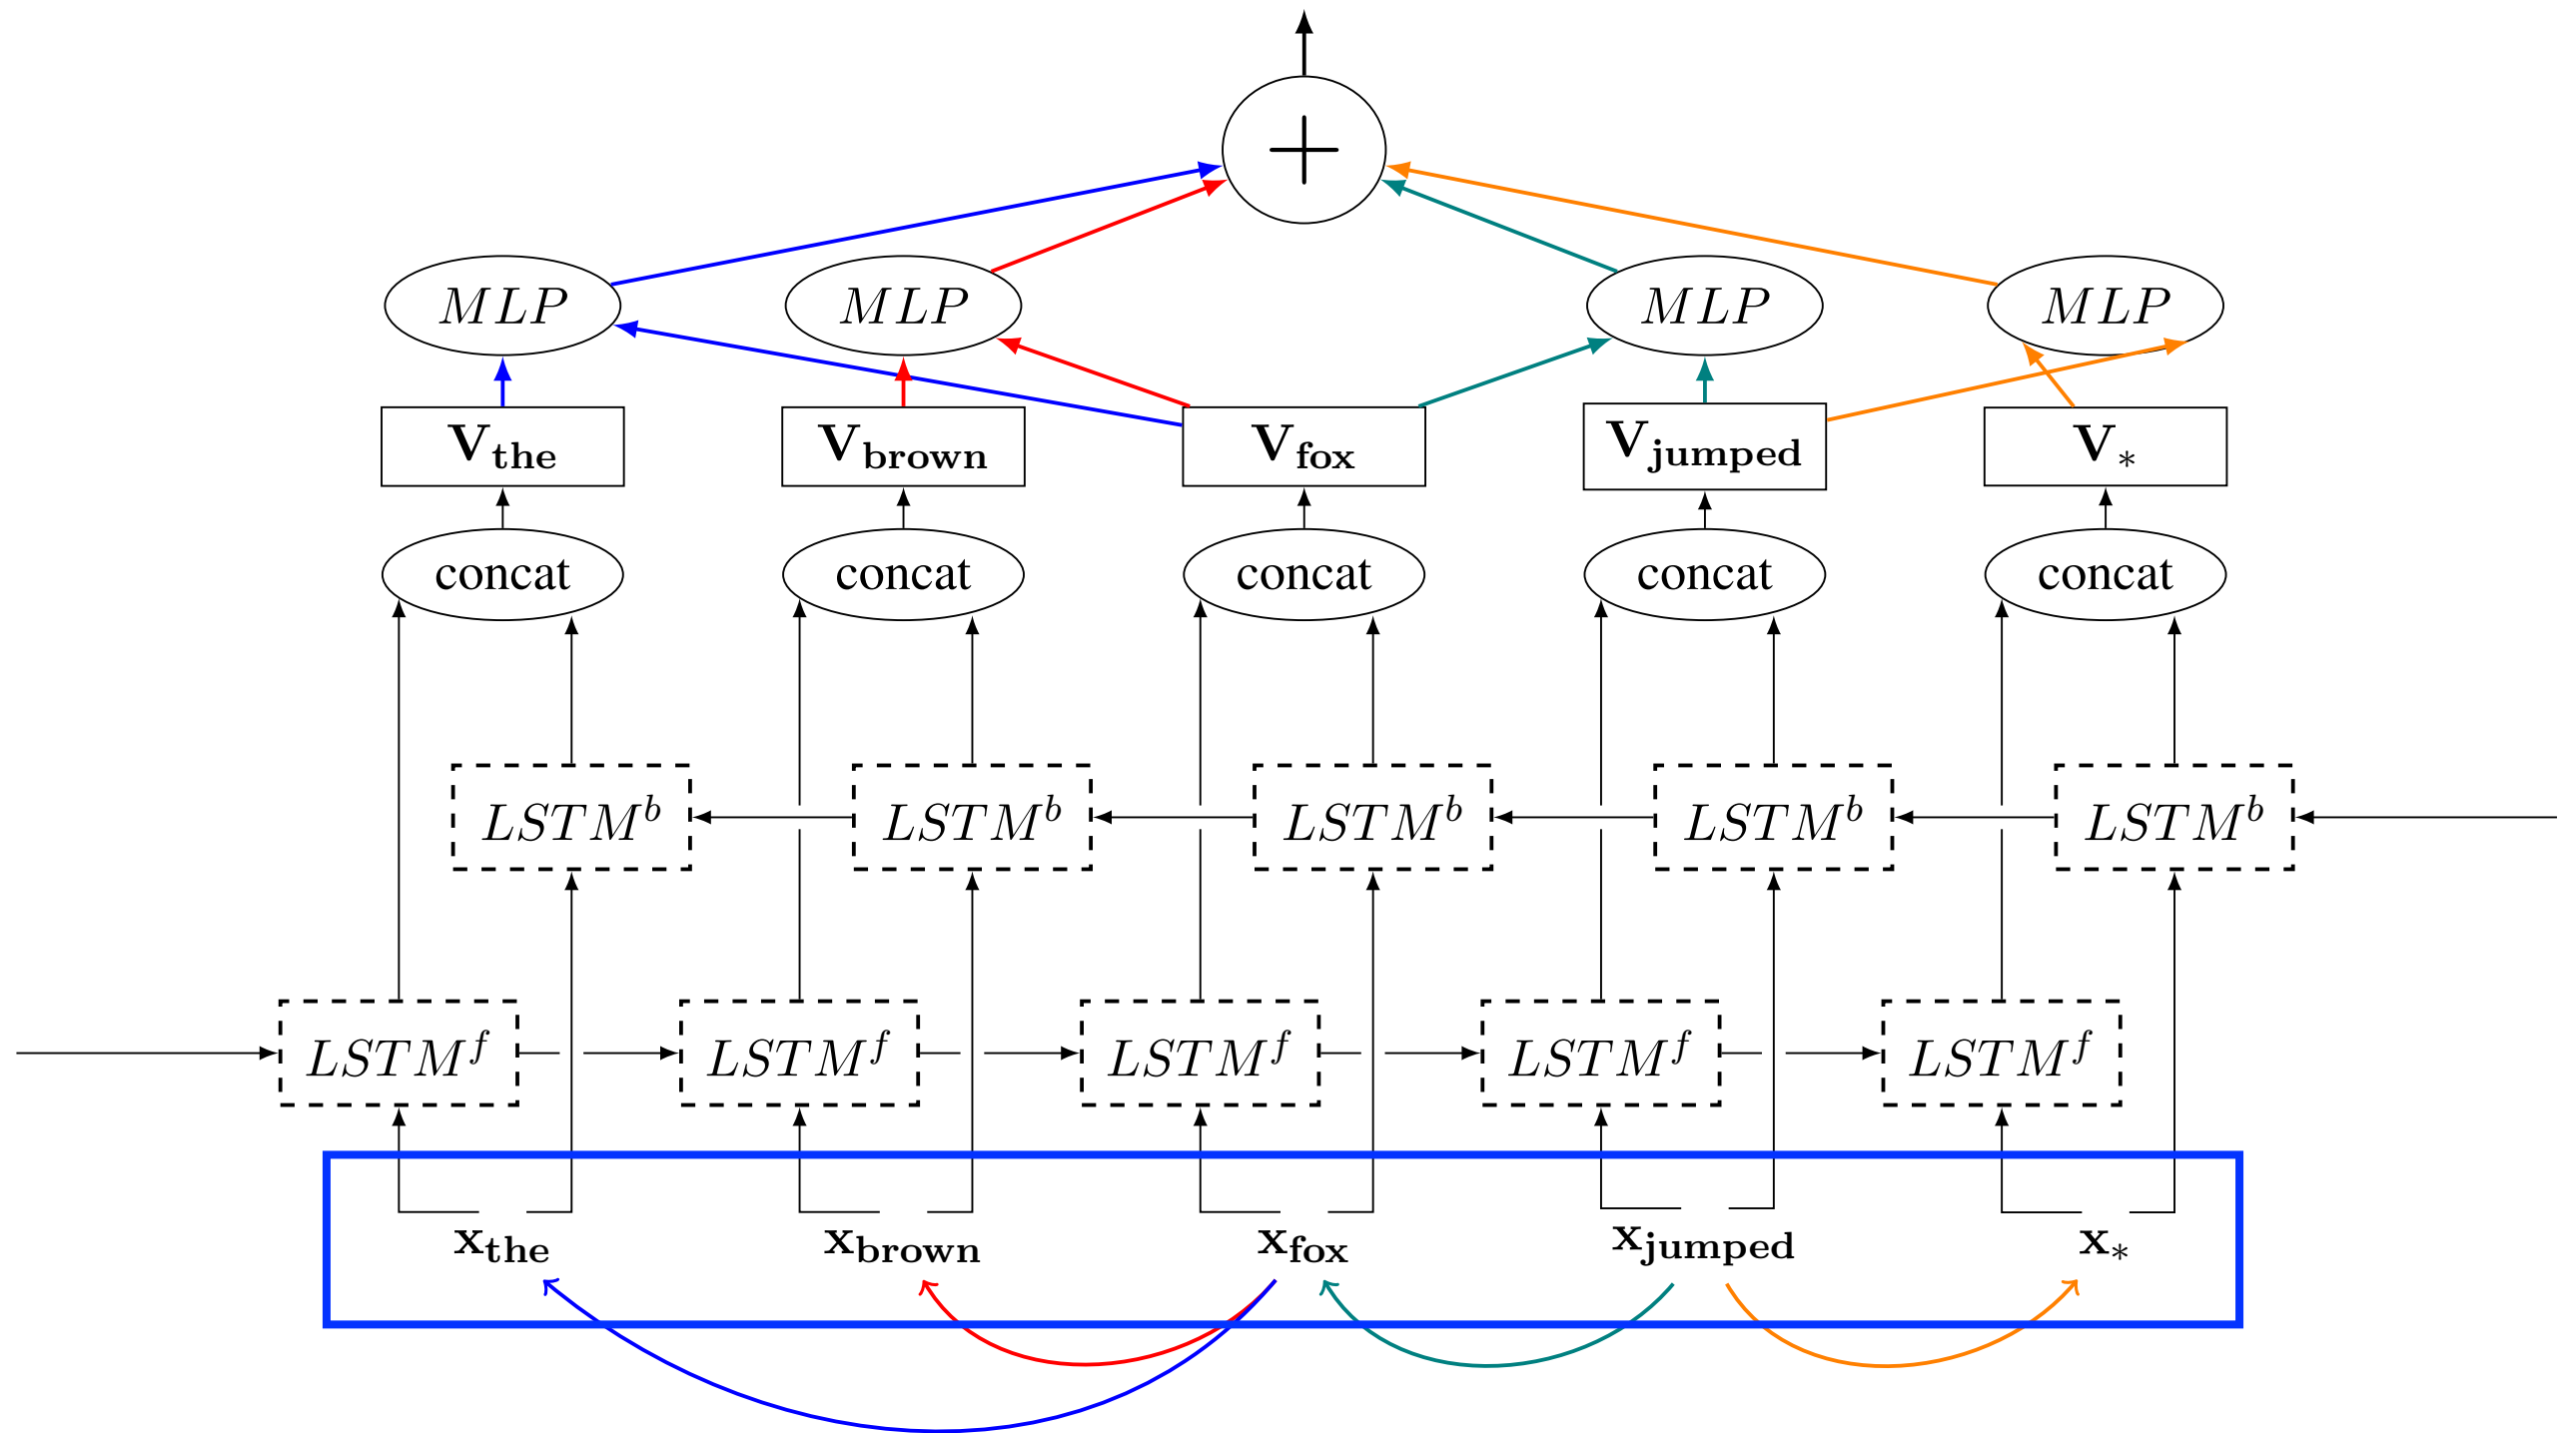 +
MLP MLP MLP MLP
V_the V_brown V_fox V_jumped V_*
concat concat concat concat concat
LSTM^b LSTM^b LSTM^b LSTM^b LSTM^b
LSTM^f LSTM^f LSTM^f LSTM^f LSTM^f
x_the x_brown x_fox x_jumped x_*